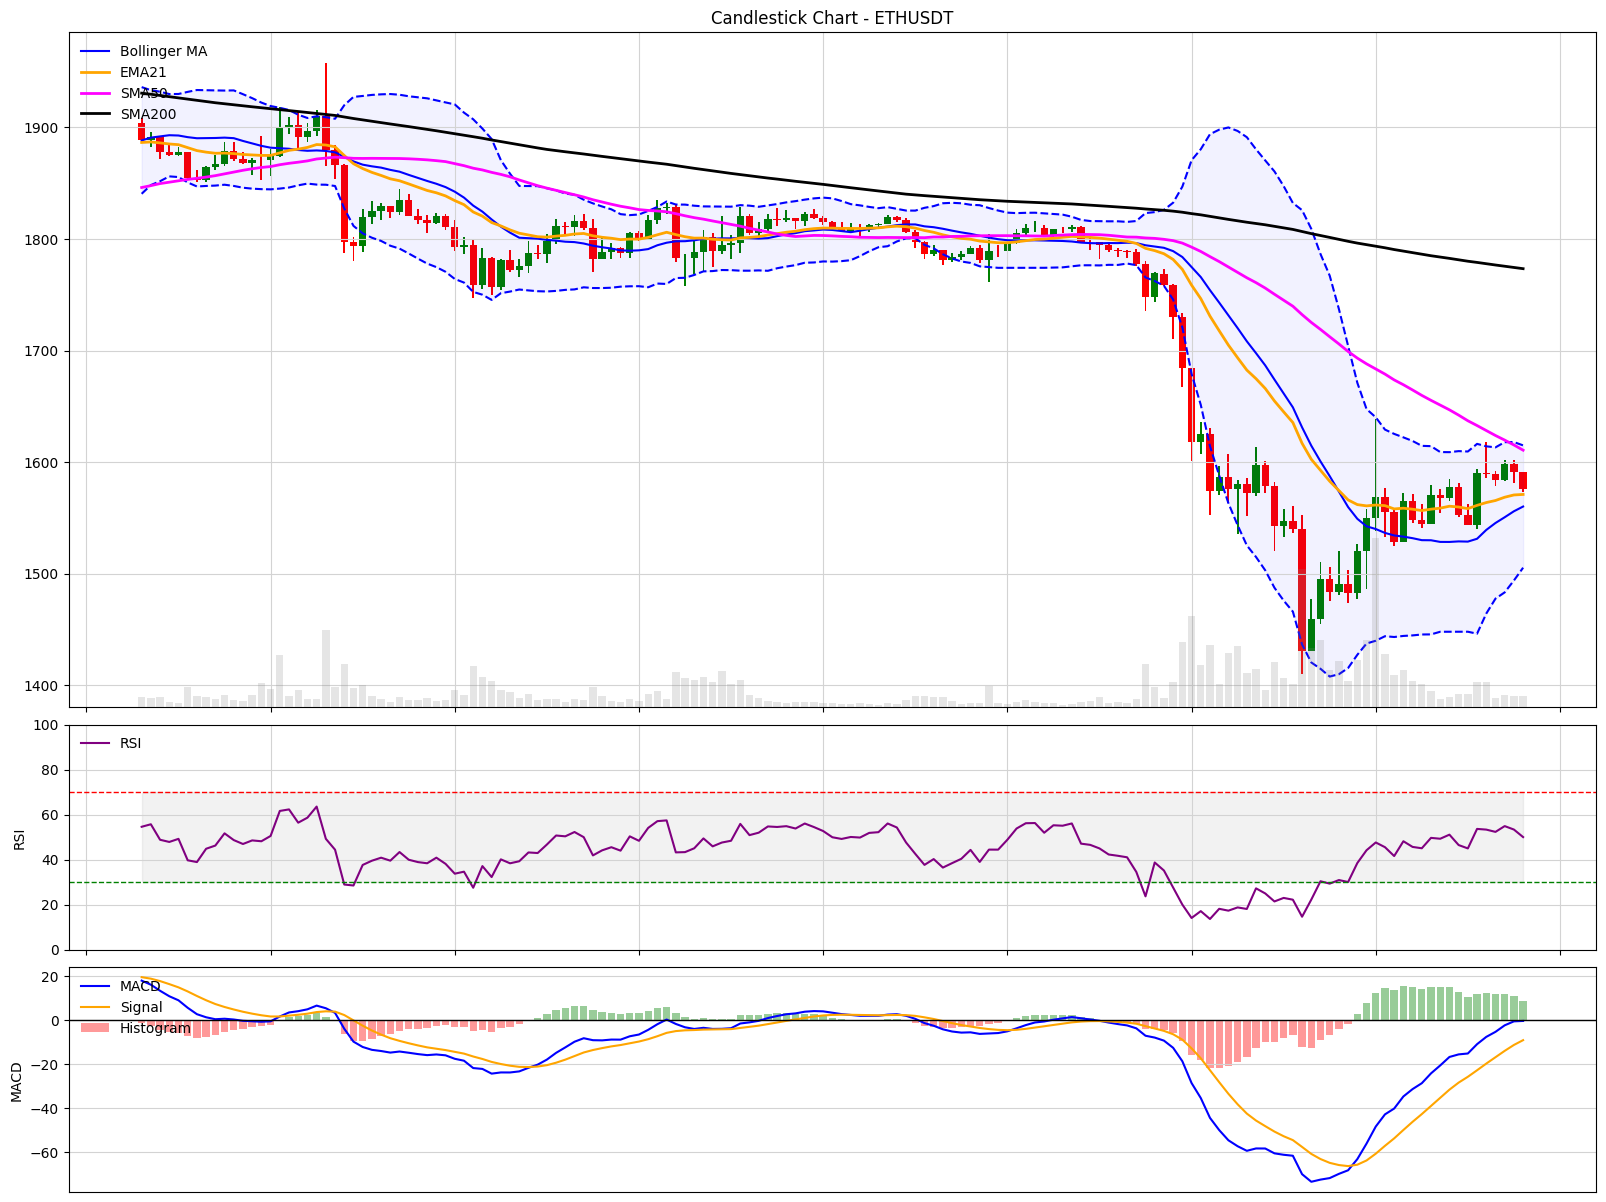 Candlestick Chart - ETHUSDT
Bollinger MA
EMA21
SMA50
SMA200
1900
1800
1700
1600
1500
1400
100
80
60
40
20
0
RSI
RSI
20
0
−20
−40
−60
MACD
MACD
Signal
Histogram